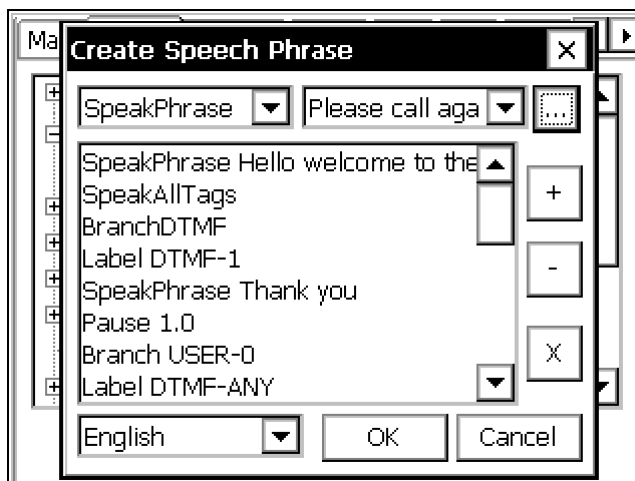 Ma
Create Speech Phrase X
SpeakPhrase Please call aga ...
SpeakPhrase Hello welcome to the
SpeakAllTags
BranchDTMF
Label DTMF-1
SpeakPhrase Thank you
Pause 1.0
Branch USER-0
Label DTMF-ANY
+
-
X
English OK Cancel